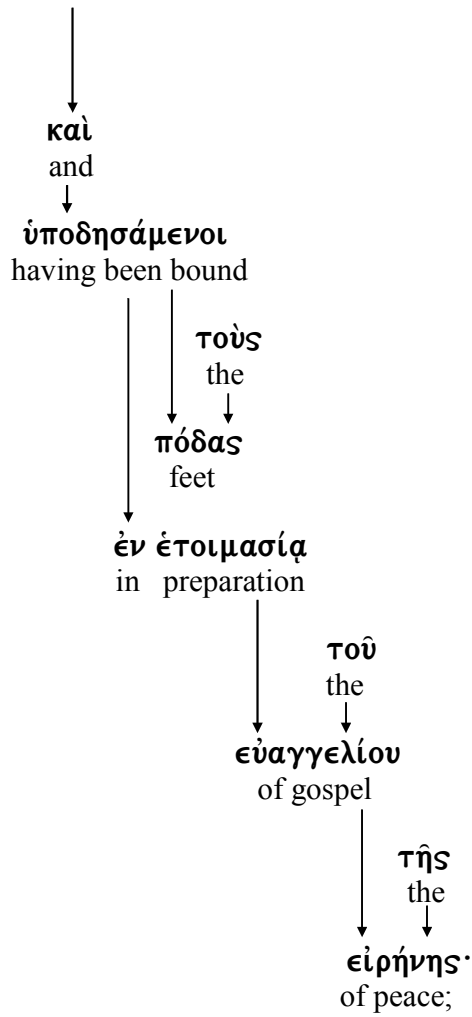 καὶ
and
ὑποδησάμενοι
having been bound
τοὺς
the
πόδας
feet
ἐν ἑτοιμασίᾳ
in preparation
τοῦ
the
εὐαγγελίου
of gospel
τῆς
the
εἰρήνης·
of peace;